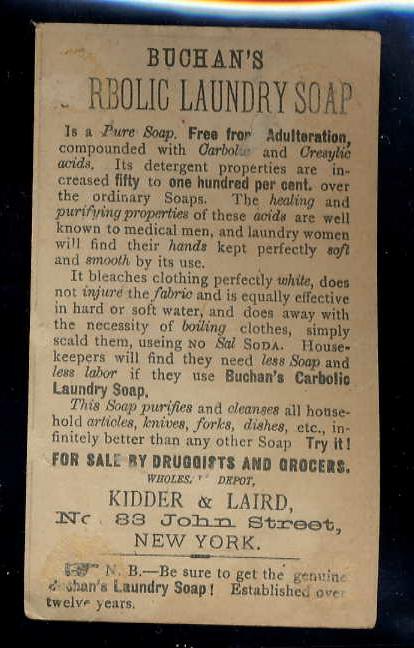 BUCHAN'S
RBOLIC LAUNDRY SOAP
Is a Pure Soap. Free from Adulteration,
compounded with Carbolic and Cresylic
acids. Its detergent properties are in-
creased fifty to one hundred per cent. over
the ordinary Soaps. The healing and
purifying properties of these acids are well
known to medical men, and laundry women
will find their hands kept perfectly soft
and smooth by its use.
It bleaches clothing perfectly white, does
not injure the fabric and is equally effective
in hard or soft water, and does away with
the necessity of boiling clothes, simply
scald them, useing NO Sal SODA. House-
keepers will find they need less Soap and
less labor if they use Buchan's Carbolic
Laundry Soap.
This Soap purifies and cleanses all house-
hold articles, knives, forks, dishes, etc., in-
finitely better than any other Soap Try it!
FOR SALE BY DRUGGISTS AND GROCERS.
WHOLES. DEPOT,
KIDDER & LAIRD,
No. 83 John Street,
NEW YORK.
☞ N. B.—Be sure to get the genuine
Buchan's Laundry Soap! Established over
twelve years.